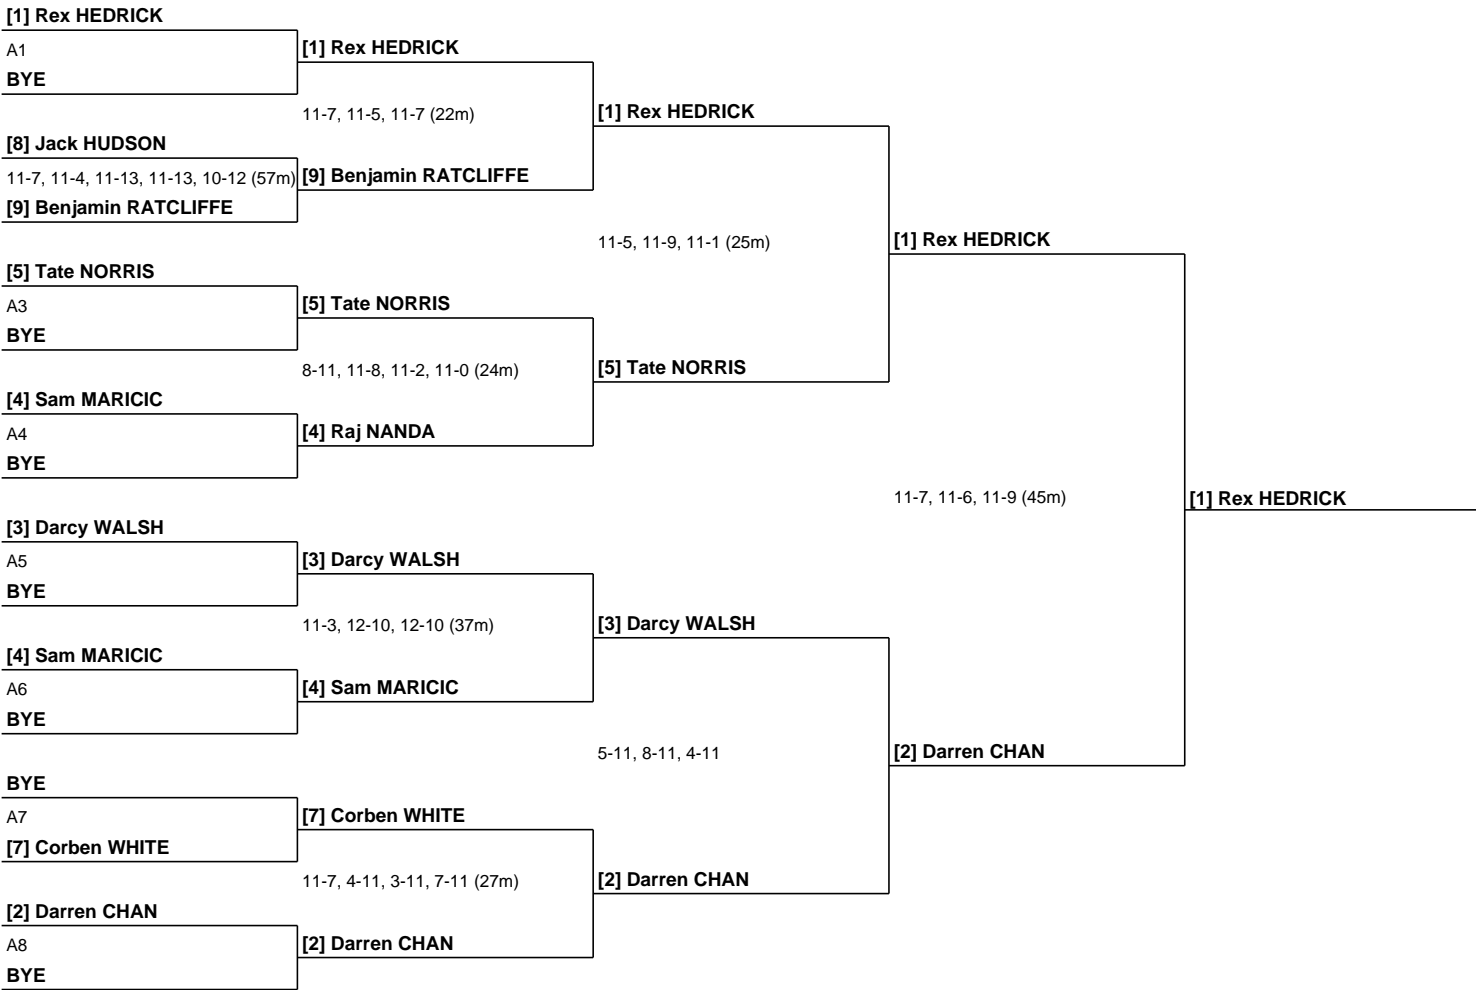 [1] Rex HEDRICK
A1
BYE
[8] Jack HUDSON
11-7, 11-4, 11-13, 11-13, 10-12 (57m)
[9] Benjamin RATCLIFFE
[5] Tate NORRIS
A3
BYE
[4] Sam MARICIC
A4
BYE
[3] Darcy WALSH
A5
BYE
[4] Sam MARICIC
A6
BYE
BYE
A7
[7] Corben WHITE
[2] Darren CHAN
A8
BYE
[1] Rex HEDRICK
11-7, 11-5, 11-7 (22m)
[9] Benjamin RATCLIFFE
[5] Tate NORRIS
8-11, 11-8, 11-2, 11-0 (24m)
[4] Raj NANDA
[3] Darcy WALSH
11-3, 12-10, 12-10 (37m)
[4] Sam MARICIC
[7] Corben WHITE
11-7, 4-11, 3-11, 7-11 (27m)
[2] Darren CHAN
[1] Rex HEDRICK
11-5, 11-9, 11-1 (25m)
[5] Tate NORRIS
[3] Darcy WALSH
5-11, 8-11, 4-11
[2] Darren CHAN
[1] Rex HEDRICK
11-7, 11-6, 11-9 (45m)
[2] Darren CHAN
[1] Rex HEDRICK